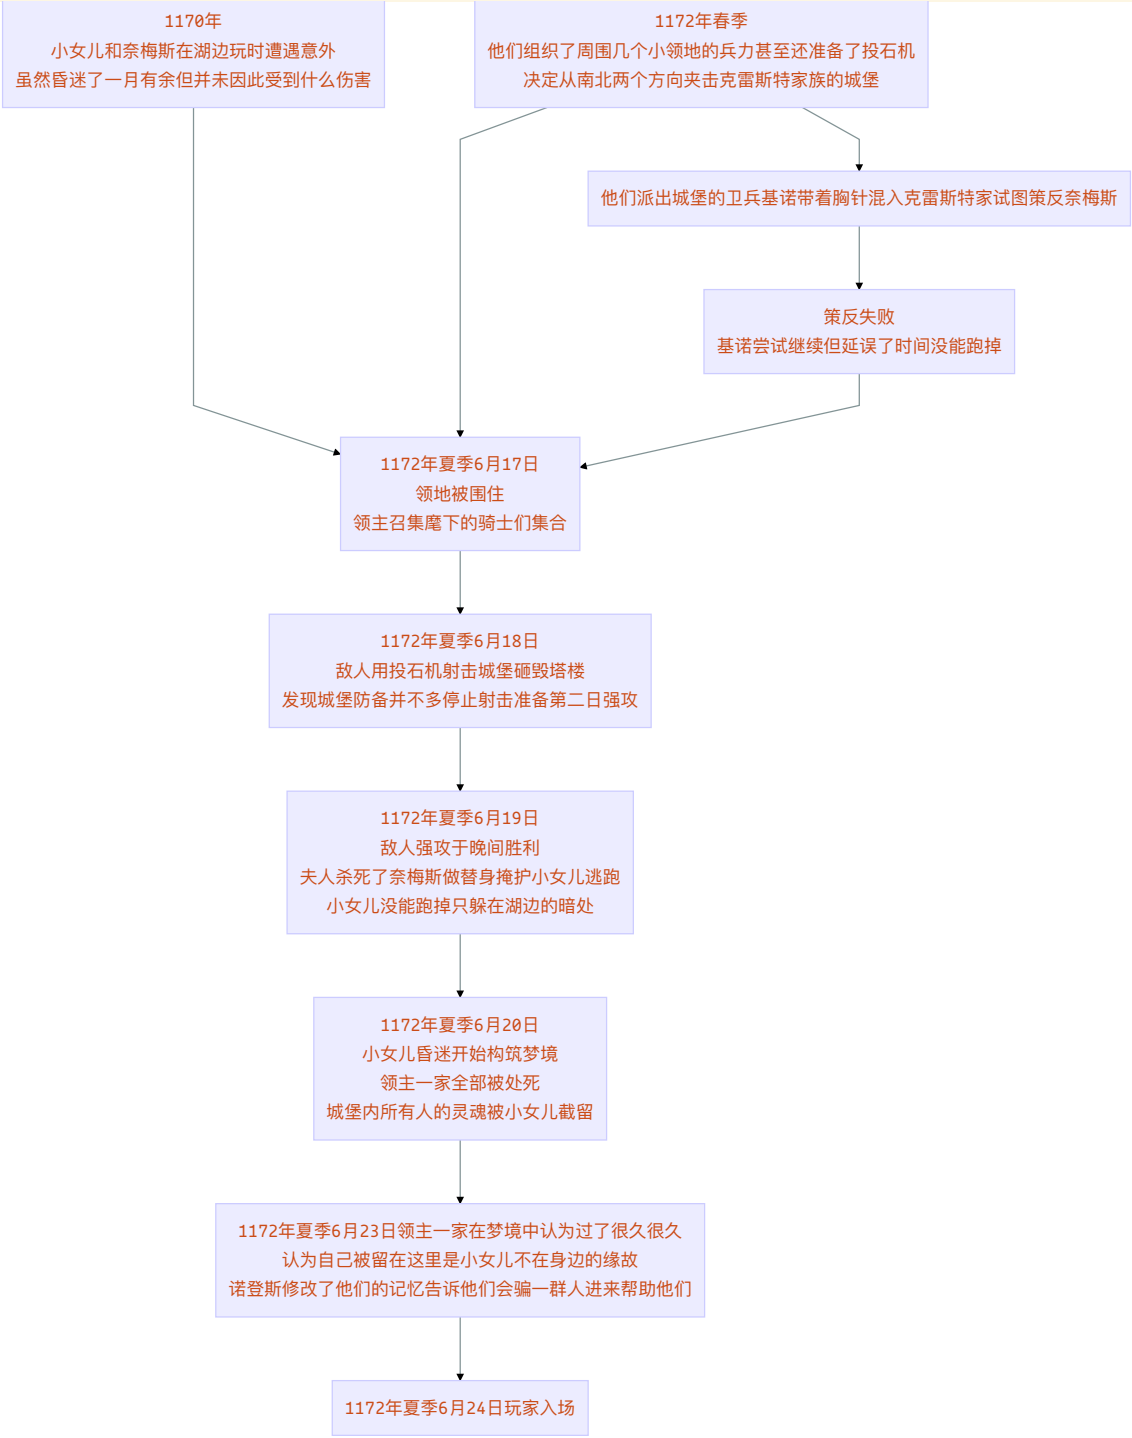 1170年
小女儿和奈梅斯在湖边玩时遭遇意外
虽然昏迷了一月有余但并未因此受到什么伤害
1172年春季
他们组织了周围几个小领地的兵力甚至还准备了投石机
决定从南北两个方向夹击克雷斯特家族的城堡
他们派出城堡的卫兵基诺带着胸针混入克雷斯特家试图策反奈梅斯
策反失败
基诺尝试继续但延误了时间没能跑掉
1172年夏季6月17日
领地被围住
领主召集麾下的骑士们集合
1172年夏季6月18日
敌人用投石机射击城堡砸毁塔楼
发现城堡防备并不多停止射击准备第二日强攻
1172年夏季6月19日
敌人强攻于晚间胜利
夫人杀死了奈梅斯做替身掩护小女儿逃跑
小女儿没能跑掉只躲在湖边的暗处
1172年夏季6月20日
小女儿昏迷开始构筑梦境
领主一家全部被处死
城堡内所有人的灵魂被小女儿截留
1172年夏季6月23日领主一家在梦境中认为过了很久很久
认为自己被留在这里是小女儿不在身边的缘故
诺登斯修改了他们的记忆告诉他们会骗一群人进来帮助他们
1172年夏季6月24日玩家入场